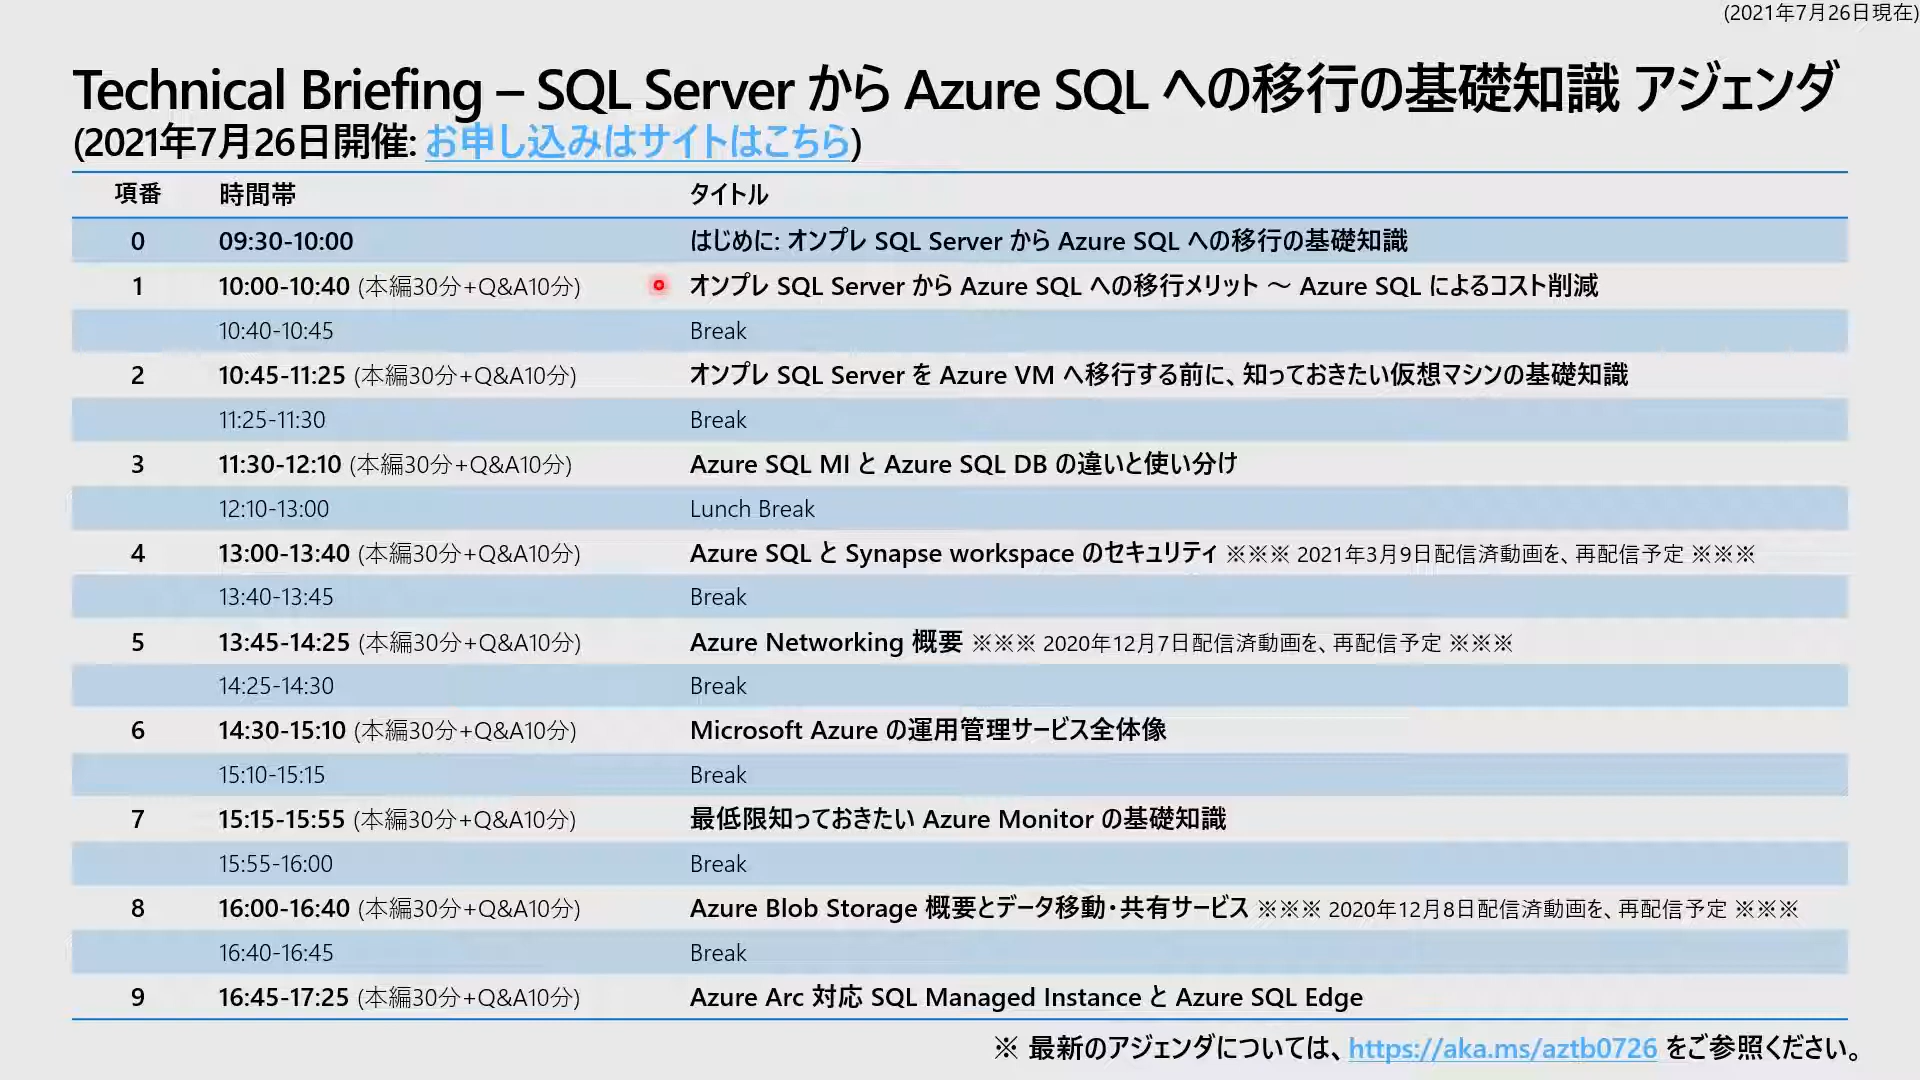 (2021年7月26日現在)
Technical Briefing – SQL Server から Azure SQL への移行の基礎知識 アジェンダ
(2021年7月26日開催: お申し込みはサイトはこちら)
項番 時間帯 タイトル
0 09:30-10:00 はじめに: オンプレ SQL Server から Azure SQL への移行の基礎知識
1 10:00-10:40 (本編30分+Q&A10分) オンプレ SQL Server から Azure SQL への移行メリット ～ Azure SQL によるコスト削減
10:40-10:45 Break
2 10:45-11:25 (本編30分+Q&A10分) オンプレ SQL Server を Azure VM へ移行する前に、知っておきたい仮想マシンの基礎知識
11:25-11:30 Break
3 11:30-12:10 (本編30分+Q&A10分) Azure SQL MI と Azure SQL DB の違いと使い分け
12:10-13:00 Lunch Break
4 13:00-13:40 (本編30分+Q&A10分) Azure SQL と Synapse workspace のセキュリティ ※※※ 2021年3月9日配信済動画を、再配信予定 ※※※
13:40-13:45 Break
5 13:45-14:25 (本編30分+Q&A10分) Azure Networking 概要 ※※※ 2020年12月7日配信済動画を、再配信予定 ※※※
14:25-14:30 Break
6 14:30-15:10 (本編30分+Q&A10分) Microsoft Azure の運用管理サービス全体像
15:10-15:15 Break
7 15:15-15:55 (本編30分+Q&A10分) 最低限知っておきたい Azure Monitor の基礎知識
15:55-16:00 Break
8 16:00-16:40 (本編30分+Q&A10分) Azure Blob Storage 概要とデータ移動・共有サービス ※※※ 2020年12月8日配信済動画を、再配信予定 ※※※
16:40-16:45 Break
9 16:45-17:25 (本編30分+Q&A10分) Azure Arc 対応 SQL Managed Instance と Azure SQL Edge
※ 最新のアジェンダについては、https://aka.ms/aztb0726 をご参照ください。